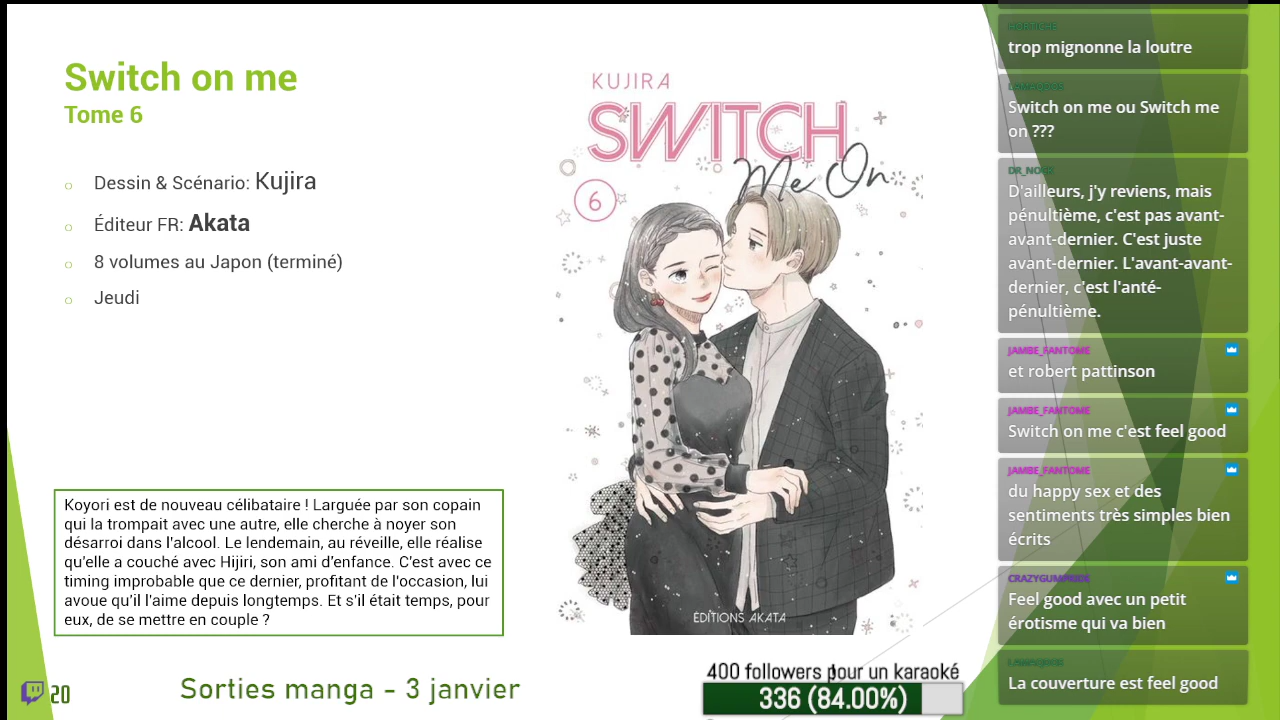 Switch on me
Tome 6
Dessin & Scénario: Kujira
Éditeur FR: Akata
8 volumes au Japon (terminé)
Jeudi
Koyori est de nouveau célibataire ! Larguée par son copain
qui la trompait avec une autre, elle cherche à noyer son
désarroi dans l'alcool. Le lendemain, au réveille, elle réalise
qu'elle a couché avec Hijiri, son ami d'enfance. C'est avec ce
timing improbable que ce dernier, profitant de l'occasion, lui
avoue qu'il l'aime depuis longtemps. Et s'il était temps, pour
eux, de se mettre en couple ?
KUJIRA
SWITCH
Me On
6
ÉDITIONS AKATA
20
Sorties manga - 3 janvier
400 followers pour un karaoké
336 (84.00%)
HORTICHE
trop mignonne la loutre
Switch on me ou Switch me
on ???
DR_NOCK
D'ailleurs, j'y reviens, mais
pénultième, c'est pas avant-
avant-dernier. C'est juste
avant-dernier. L'avant-avant-
dernier, c'est l'anté-
pénultième.
JAMBE_FANTOME
et robert pattinson
JAMBE_FANTOME
Switch on me c'est feel good
JAMBE_FANTOME
du happy sex et des
sentiments très simples bien
écrits
Feel good avec un petit
érotisme qui va bien
La couverture est feel good